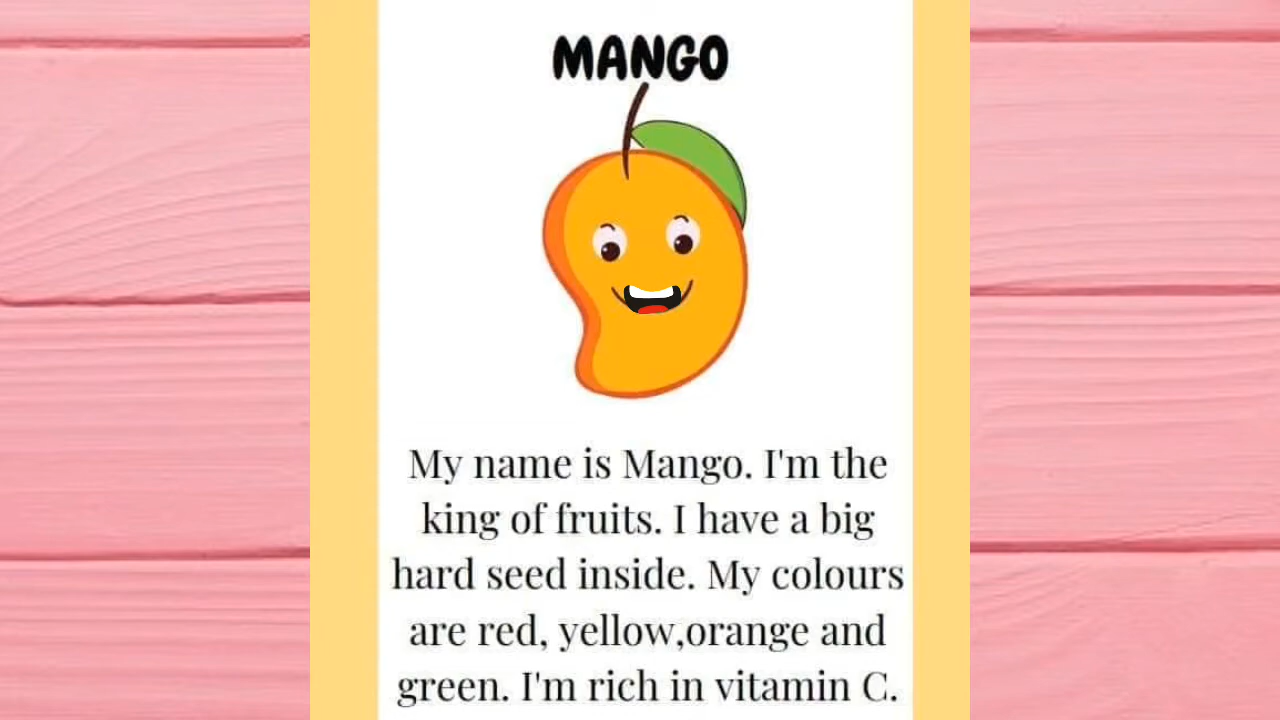 MANGO
My name is Mango. I'm the
king of fruits. I have a big
hard seed inside. My colours
are red, yellow,orange and
green. I'm rich in vitamin C.